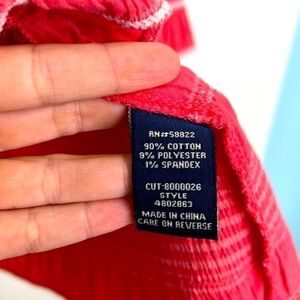 RN#58822
90% COTTON
9% POLYESTER
1% SPANDEX
CUT:8000026
STYLE
4802863
MADE IN CHINA
CARE ON REVERSE